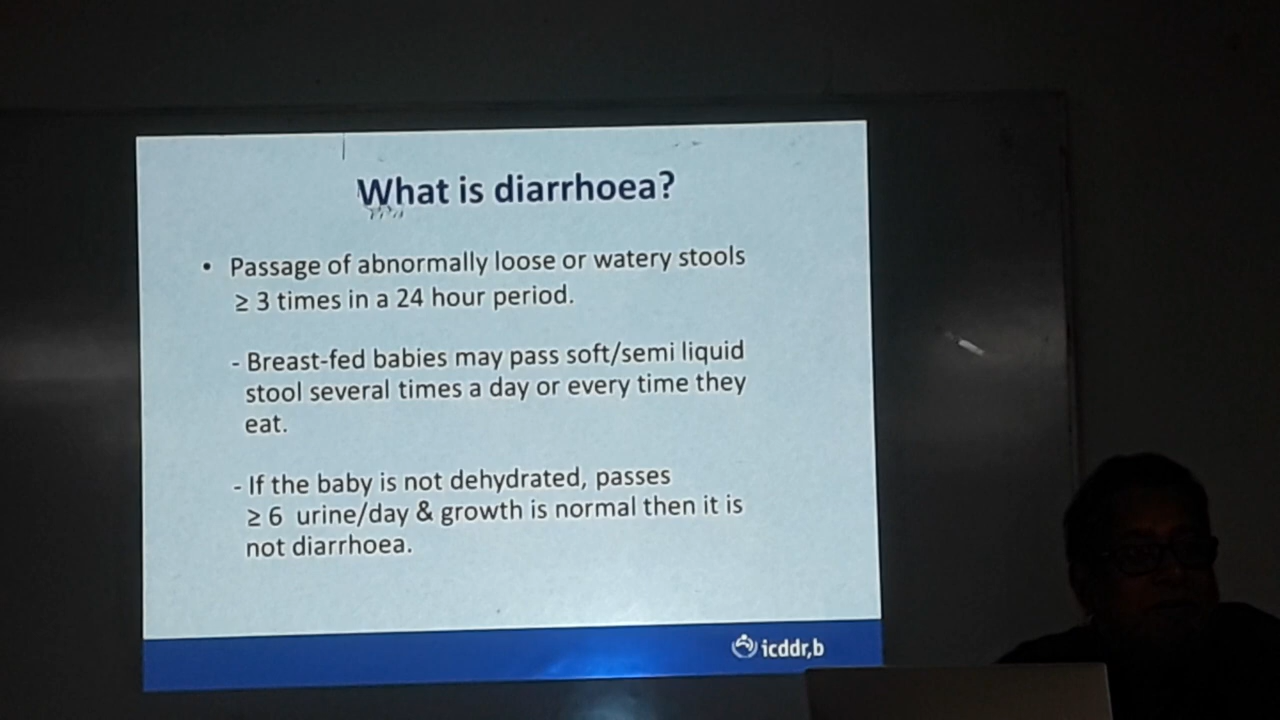 What is diarrhoea?
• Passage of abnormally loose or watery stools
≥ 3 times in a 24 hour period.
- Breast-fed babies may pass soft/semi liquid
stool several times a day or every time they
eat.
- If the baby is not dehydrated, passes
≥ 6 urine/day & growth is normal then it is
not diarrhoea.
icddr,b